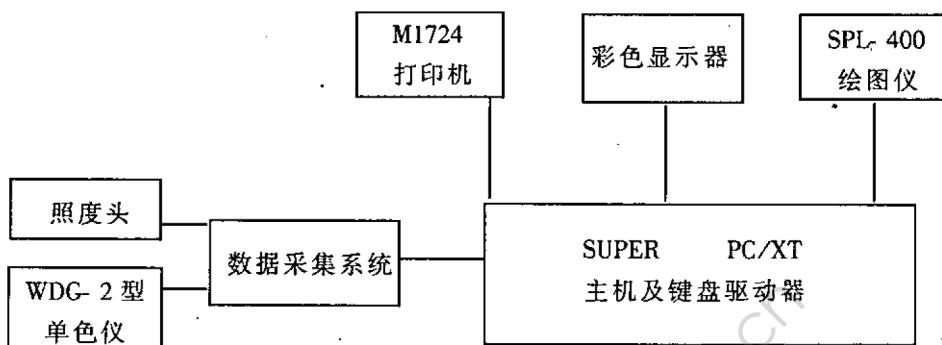 M1724
打印机
彩色显示器
SPL-400
绘图仪
照度头
数据采集系统
WDG-2型
单色仪
SUPER PC/XT
主机及键盘驱动器
ch